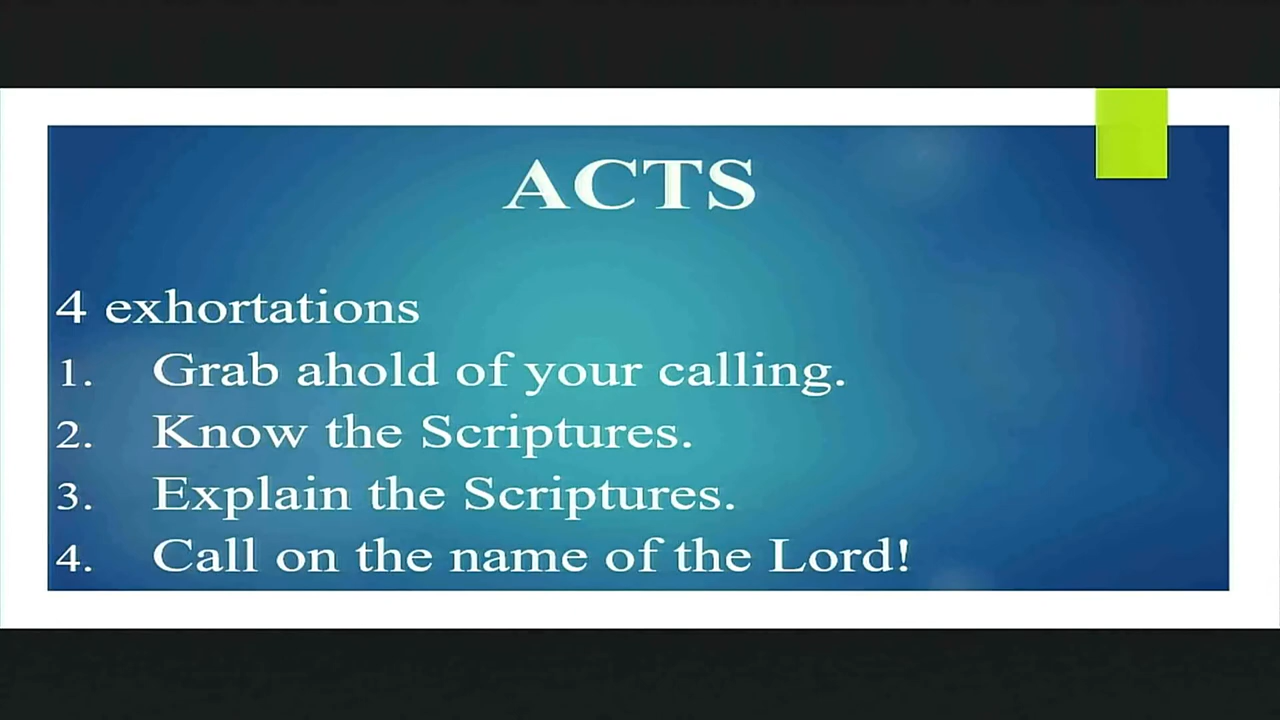 ACTS
4 exhortations
1. Grab ahold of your calling.
2. Know the Scriptures.
3. Explain the Scriptures.
4. Call on the name of the Lord!